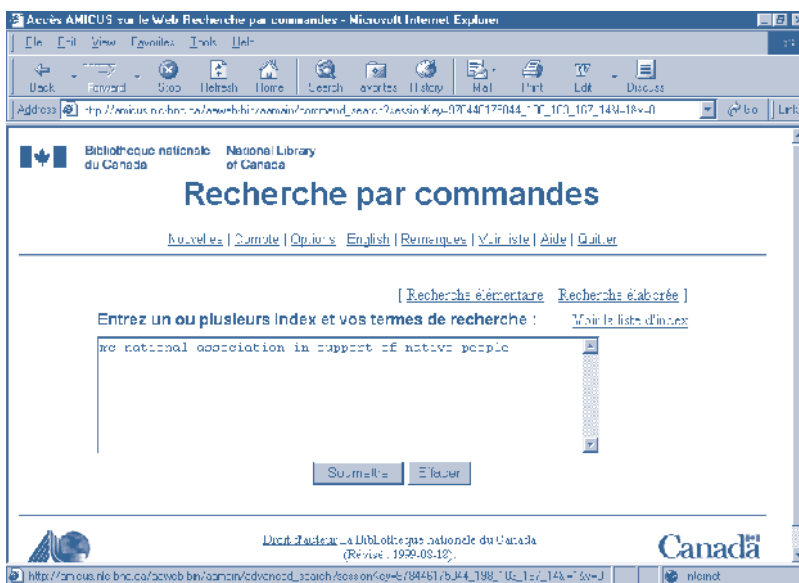 Accès AMICUS sur le Web Recherche par commandes - Microsoft Internet Explorer
View Favorites Tools Help
Back Forward Stop Refresh Home Search Favorites History Mail Print Edit Discuss
Address Go Link
Bibliothèque nationale National Library
du Canada of Canada
Recherche par commandes
Nouvelles | Compte | Options English | Remarques | Voir liste | Aide | Quitter
[ Recherche élémentaire Recherche élaborée ]
Entrez un ou plusieurs index et vos termes de recherche : Voir la liste d'index
national association in support of native people
Soumettre Effacer
Droit d'auteur La Bibliothèque nationale du Canada
(Révisé : 1999-08-18).
Canada
Internet